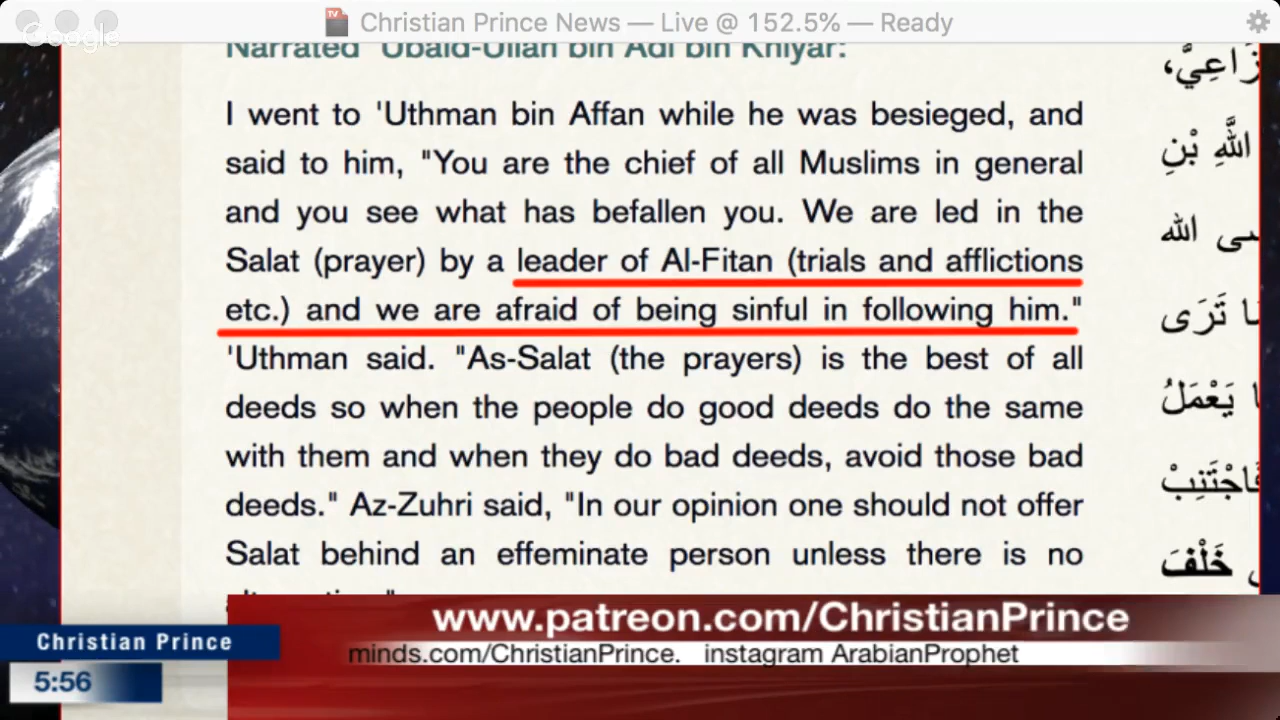 Christian Prince News — Live @ 152.5% — Ready
Google
Narrated 'Ubaid-Ullah bin Adi bin Khiyar:
I went to 'Uthman bin Affan while he was besieged, and
said to him, "You are the chief of all Muslims in general
and you see what has befallen you. We are led in the
Salat (prayer) by a leader of Al-Fitan (trials and afflictions
etc.) and we are afraid of being sinful in following him."
'Uthman said. "As-Salat (the prayers) is the best of all
deeds so when the people do good deeds do the same
with them and when they do bad deeds, avoid those bad
deeds." Az-Zuhri said, "In our opinion one should not offer
Salat behind an effeminate person unless there is no
اللَّهِ بْنِ
الله
تَرَى
يَعْمَلُ
فَاجْتَنِبْ
خَلْفَ
www.patreon.com/ChristianPrince
Christian Prince
minds.com/ChristianPrince. instagram ArabianProphet
5:56